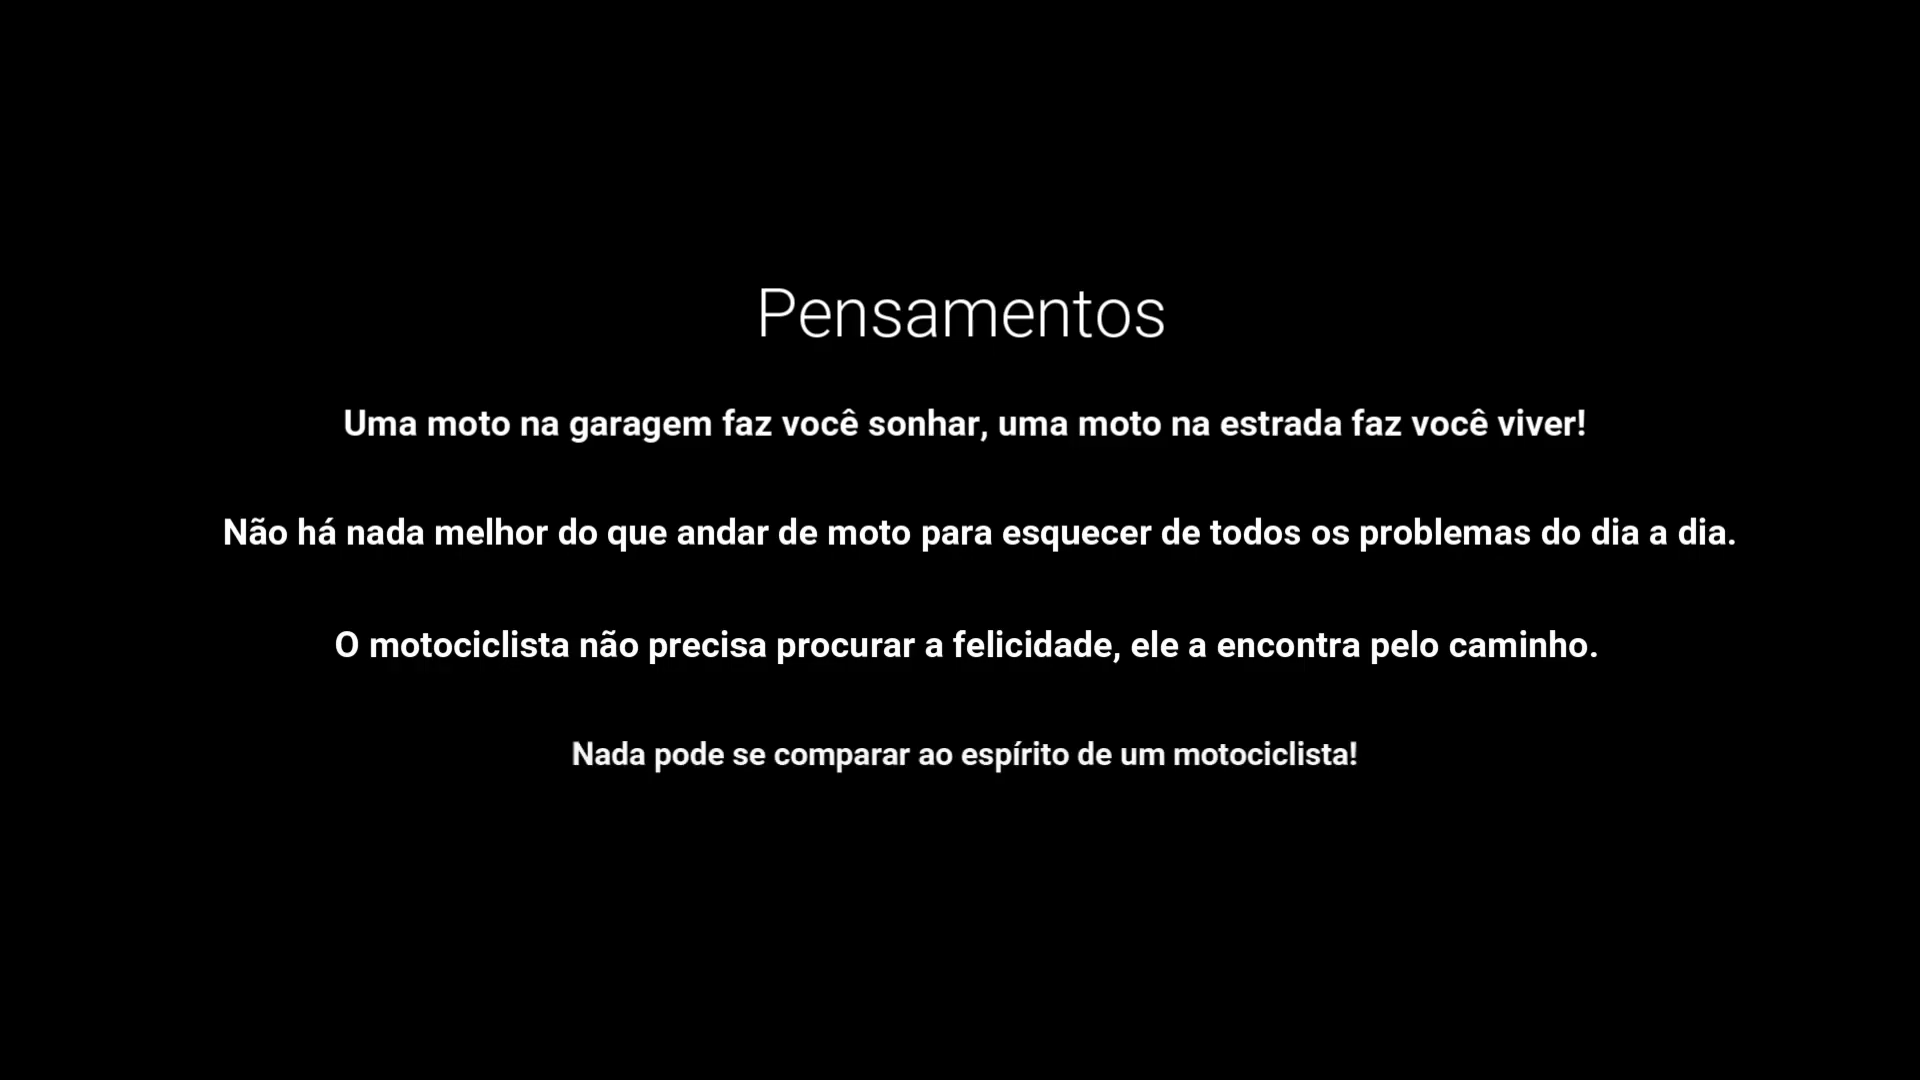 Pensamentos
Uma moto na garagem faz você sonhar, uma moto na estrada faz você viver!
Não há nada melhor do que andar de moto para esquecer de todos os problemas do dia a dia.
O motociclista não precisa procurar a felicidade, ele a encontra pelo caminho.
Nada pode se comparar ao espírito de um motociclista!